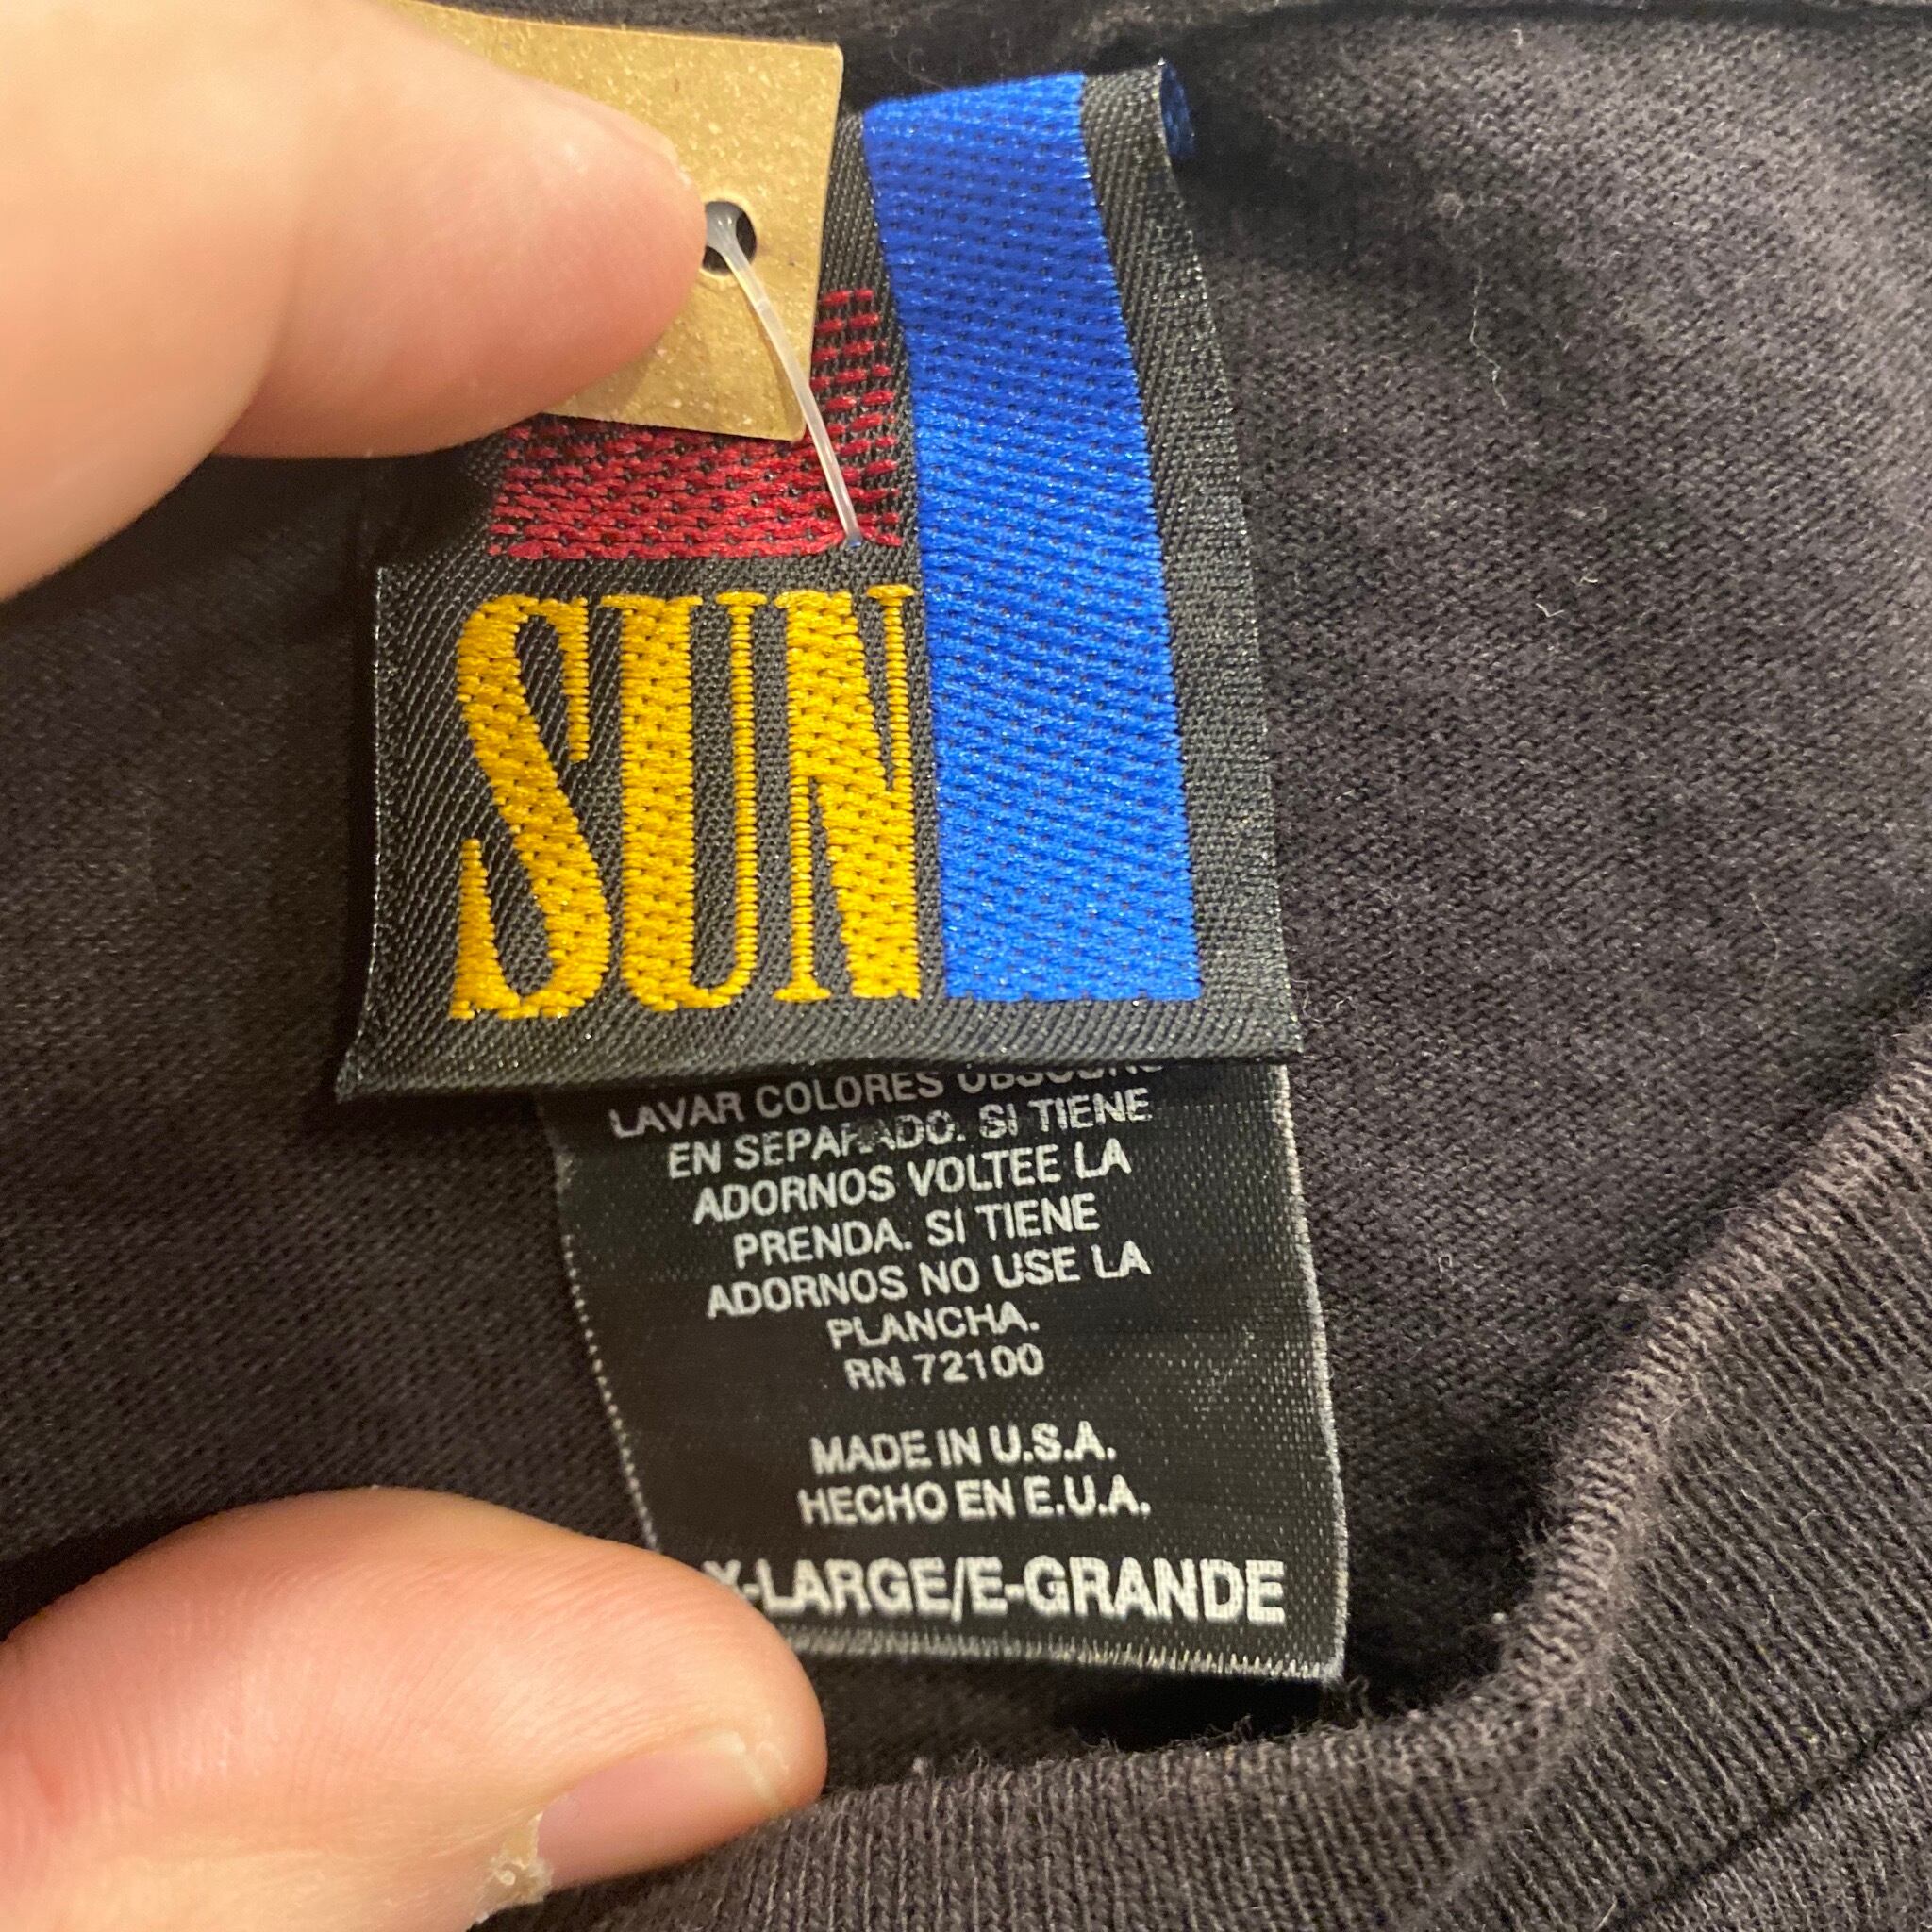 SUN
LAVAR COLORES OBSCUROS
EN SEPARADO. SI TIENE
ADORNOS VOLTEE LA
PRENDA. SI TIENE
ADORNOS NO USE LA
PLANCHA.
RN 72100
MADE IN U.S.A.
HECHO EN E.U.A.
X-LARGE/E-GRANDE